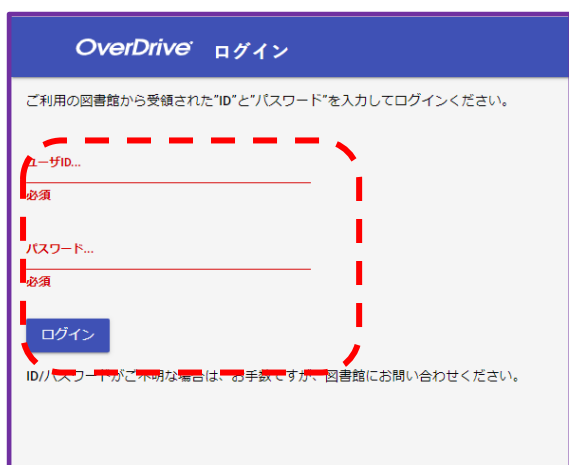 OverDrive ログイン
ご利用の図書館から受領された"ID"と"パスワード"を入力してログインください。
ユーザID...
必須
パスワード...
必須
ログイン
ID/パスワードがご不明な場合は、お手数ですが、図書館にお問い合わせください。